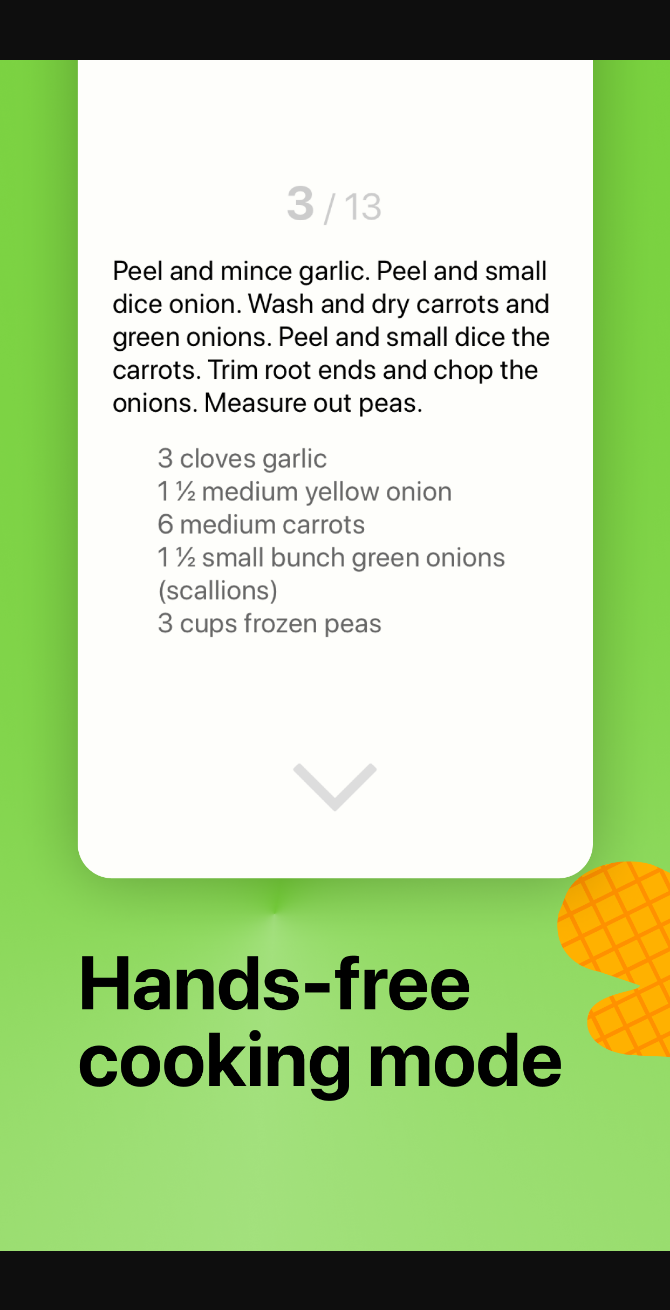 3 / 13
Peel and mince garlic. Peel and small
dice onion. Wash and dry carrots and
green onions. Peel and small dice the
carrots. Trim root ends and chop the
onions. Measure out peas.
3 cloves garlic
1 ½ medium yellow onion
6 medium carrots
1 ½ small bunch green onions
(scallions)
3 cups frozen peas
Hands-free
cooking mode